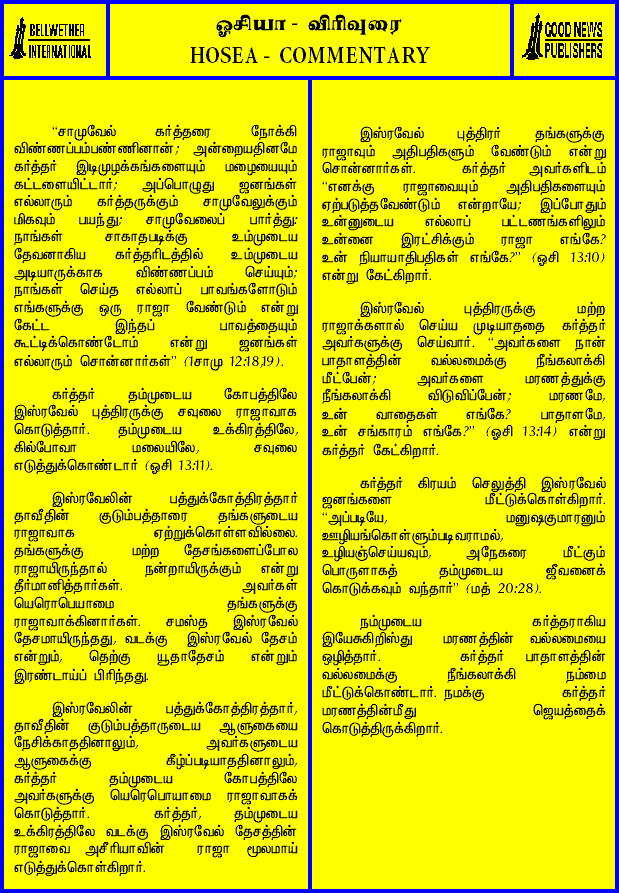 BELLWETHER
INTERNATIONAL
ஓசியா - விரிவுரை
HOSEA - COMMENTARY
GOOD NEWS
PUBLISHERS
“சாமுவேல் கர்த்தரை நோக்கி
விண்ணப்பம்பண்ணினான்; அன்றையதினமே
கர்த்தர் இடிமுழக்கங்களையும் மழையையும்
கட்டளையிட்டார்; அப்பொழுது ஜனங்கள்
எல்லாரும் கர்த்தருக்கும் சாமுவேலுக்கும்
மிகவும் பயந்து; சாமுவேலைப் பார்த்து;
நாங்கள் சாகாதபடிக்கு உம்முடைய
தேவனாகிய கர்த்தரிடத்தில் உம்முடைய
அடியாருக்காக விண்ணப்பம் செய்யும்;
நாங்கள் செய்த எல்லாப் பாவங்களோடும்
எங்களுக்கு ஒரு ராஜா வேண்டும் என்று
கேட்ட இந்தப் பாவத்தையும்
கூட்டிக்கொண்டோம் என்று ஜனங்கள்
எல்லாரும் சொன்னார்கள்” (1சாமு 12:18,19).
கர்த்தர் தம்முடைய கோபத்திலே
இஸ்ரவேல் புத்திரருக்கு சவுலை ராஜாவாக
கொடுத்தார். தம்முடைய உக்கிரத்திலே,
கில்போவா மலையிலே, சவுலை
எடுத்துக்கொண்டார் (ஓசி 13:11).
இஸ்ரவேலின் பத்துக்கோத்திரத்தார்
தாவீதின் குடும்பத்தாரை தங்களுடைய
ராஜாவாக ஏற்றுக்கொள்ளவில்லை.
தங்களுக்கு மற்ற தேசங்களைப்போல
ராஜாயிருந்தால் நன்றாயிருக்கும் என்று
தீர்மானித்தார்கள். அவர்கள்
யெரொபெயாமை தங்களுக்கு
ராஜாவாக்கினார்கள். சமஸ்த இஸ்ரவேல்
தேசமாயிருந்தது, வடக்கு இஸ்ரவேல் தேசம்
என்றும், தெற்கு யூதாதேசம் என்றும்
இரண்டாய்ப் பிரிந்தது.
இஸ்ரவேலின் பத்துக்கோத்திரத்தார்,
தாவீதின் குடும்பத்தாருடைய ஆளுகையை
நேசிக்காததினாலும், அவர்களுடைய
ஆளுகைக்கு கீழ்ப்படியாததினாலும்,
கர்த்தர் தம்முடைய கோபத்திலே
அவர்களுக்கு யெரெபொயாமை ராஜாவாகக்
கொடுத்தார். கர்த்தர், தம்முடைய
உக்கிரத்திலே வடக்கு இஸ்ரவேல் தேசத்தின்
ராஜாவை அசீரியாவின் ராஜா மூலமாய்
எடுத்துக்கொள்கிறார்.
இஸ்ரவேல் புத்திரர் தங்களுக்கு
ராஜாவும் அதிபதிகளும் வேண்டும் என்று
சொன்னார்கள். கர்த்தர் அவர்களிடம்
“எனக்கு ராஜாவையும் அதிபதிகளையும்
ஏற்படுத்தவேண்டும் என்றாயே; இப்போதும்
உன்னுடைய எல்லாப் பட்டணங்களிலும்
உன்னை இரட்சிக்கும் ராஜா எங்கே?
உன் நியாயாதிபதிகள் எங்கே?” (ஓசி 13:10)
என்று கேட்கிறார்.
இஸ்ரவேல் புத்திரருக்கு மற்ற
ராஜாக்களால் செய்ய முடியாததை கர்த்தர்
அவர்களுக்கு செய்வார். “அவர்களை நான்
பாதாளத்தின் வல்லமைக்கு நீங்கலாக்கி
மீட்பேன்; அவர்களை மரணத்துக்கு
நீங்கலாக்கி விடுவிப்பேன்; மரணமே,
உன் வாதைகள் எங்கே? பாதாளமே,
உன் சங்காரம் எங்கே?” (ஓசி 13:14) என்று
கர்த்தர் கேட்கிறார்.
கர்த்தர் கிரயம் செலுத்தி இஸ்ரவேல்
ஜனங்களை மீட்டுக்கொள்கிறார்.
“அப்படியே, மனுஷகுமாரனும்
ஊழியங்கொள்ளும்படிவராமல்,
உழியஞ்செய்யவும், அநேகரை மீட்கும்
பொருளாகத் தம்முடைய ஜீவனைக்
கொடுக்கவும் வந்தார்” (மத் 20:28).
நம்முடைய கர்த்தராகிய
இயேசுகிறிஸ்து மரணத்தின் வல்லமையை
ஒழித்தார். கர்த்தர் பாதாளத்தின்
வல்லமைக்கு நீங்கலாக்கி நம்மை
மீட்டுக்கொண்டார். நமக்கு கர்த்தர்
மரணத்தின்மீது ஜெயத்தைக்
கொடுத்திருக்கிறார்.